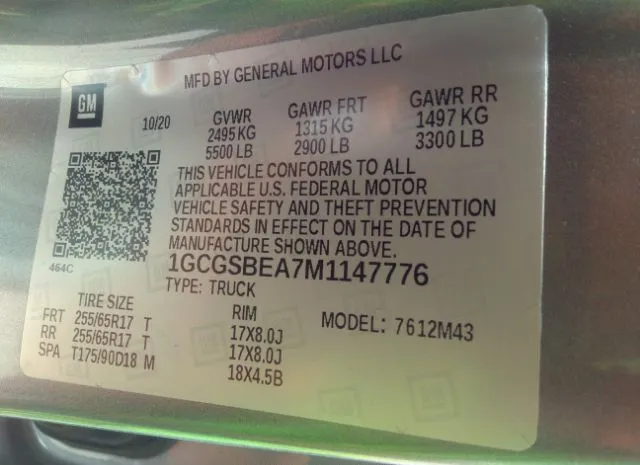 GM
MFD BY GENERAL MOTORS LLC
10/20
GVWR
2495 KG
5500 LB
GAWR FRT
1315 KG
2900 LB
GAWR RR
1497 KG
3300 LB
THIS VEHICLE CONFORMS TO ALL
APPLICABLE U.S. FEDERAL MOTOR
VEHICLE SAFETY AND THEFT PREVENTION
STANDARDS IN EFFECT ON THE DATE OF
MANUFACTURE SHOWN ABOVE.
464C
1GCGSBEA7M1147776
TYPE: TRUCK
TIRE SIZE
RIM
MODEL: 7612M43
FRT 255/65R17 T 17X8.0J
RR 255/65R17 T 17X8.0J
SPA T175/90D18 M 18X4.5B